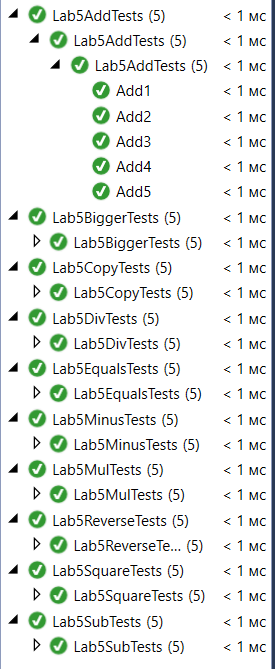 Lab5AddTests (5) < 1 мс
Lab5AddTests (5) < 1 мс
Lab5AddTests (5) < 1 мс
Add1 < 1 мс
Add2 < 1 мс
Add3 < 1 мс
Add4 < 1 мс
Add5 < 1 мс
Lab5BiggerTests (5) < 1 мс
Lab5BiggerTests (5) < 1 мс
Lab5CopyTests (5) < 1 мс
Lab5CopyTests (5) < 1 мс
Lab5DivTests (5) < 1 мс
Lab5DivTests (5) < 1 мс
Lab5EqualsTests (5) < 1 мс
Lab5EqualsTests (5) < 1 мс
Lab5MinusTests (5) < 1 мс
Lab5MinusTests (5) < 1 мс
Lab5MulTests (5) < 1 мс
Lab5MulTests (5) < 1 мс
Lab5ReverseTests (5) < 1 мс
Lab5ReverseTe... (5) < 1 мс
Lab5SquareTests (5) < 1 мс
Lab5SquareTests (5) < 1 мс
Lab5SubTests (5) < 1 мс
Lab5SubTests (5) < 1 мс